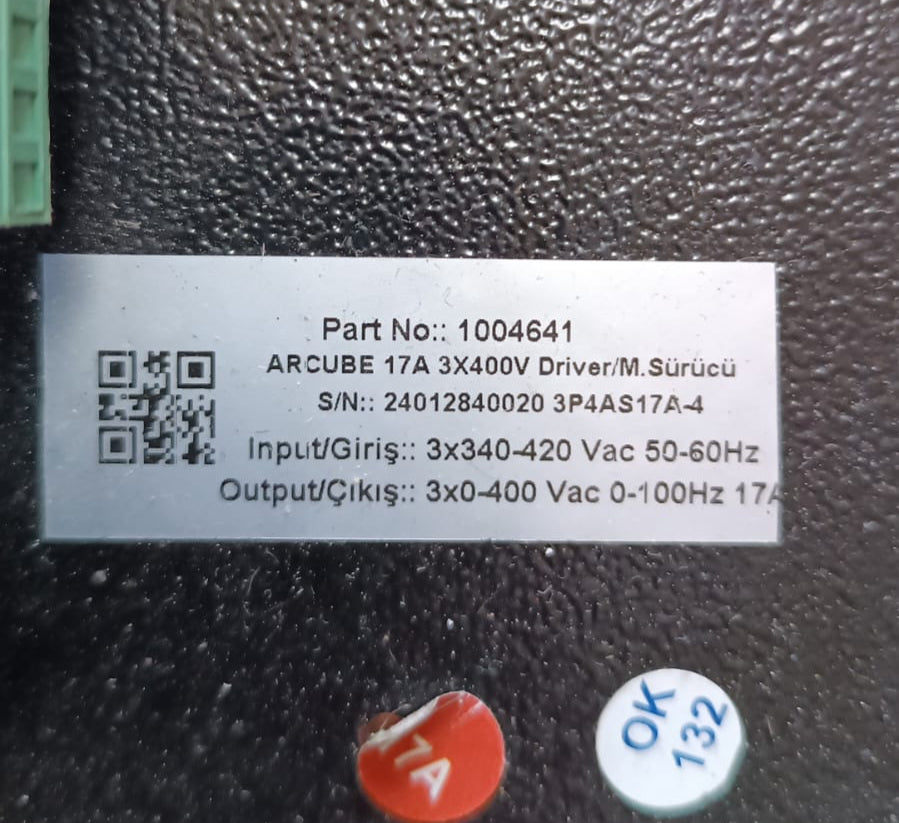 Part No:: 1004641
ARCUBE 17A 3X400V Driver/M.Sürücü
S/N:: 24012840020 3P4AS17A-4
Input/Giriş:: 3x340-420 Vac 50-60Hz
Output/Çıkış:: 3x0-400 Vac 0-100Hz 17A
17A
OK
132